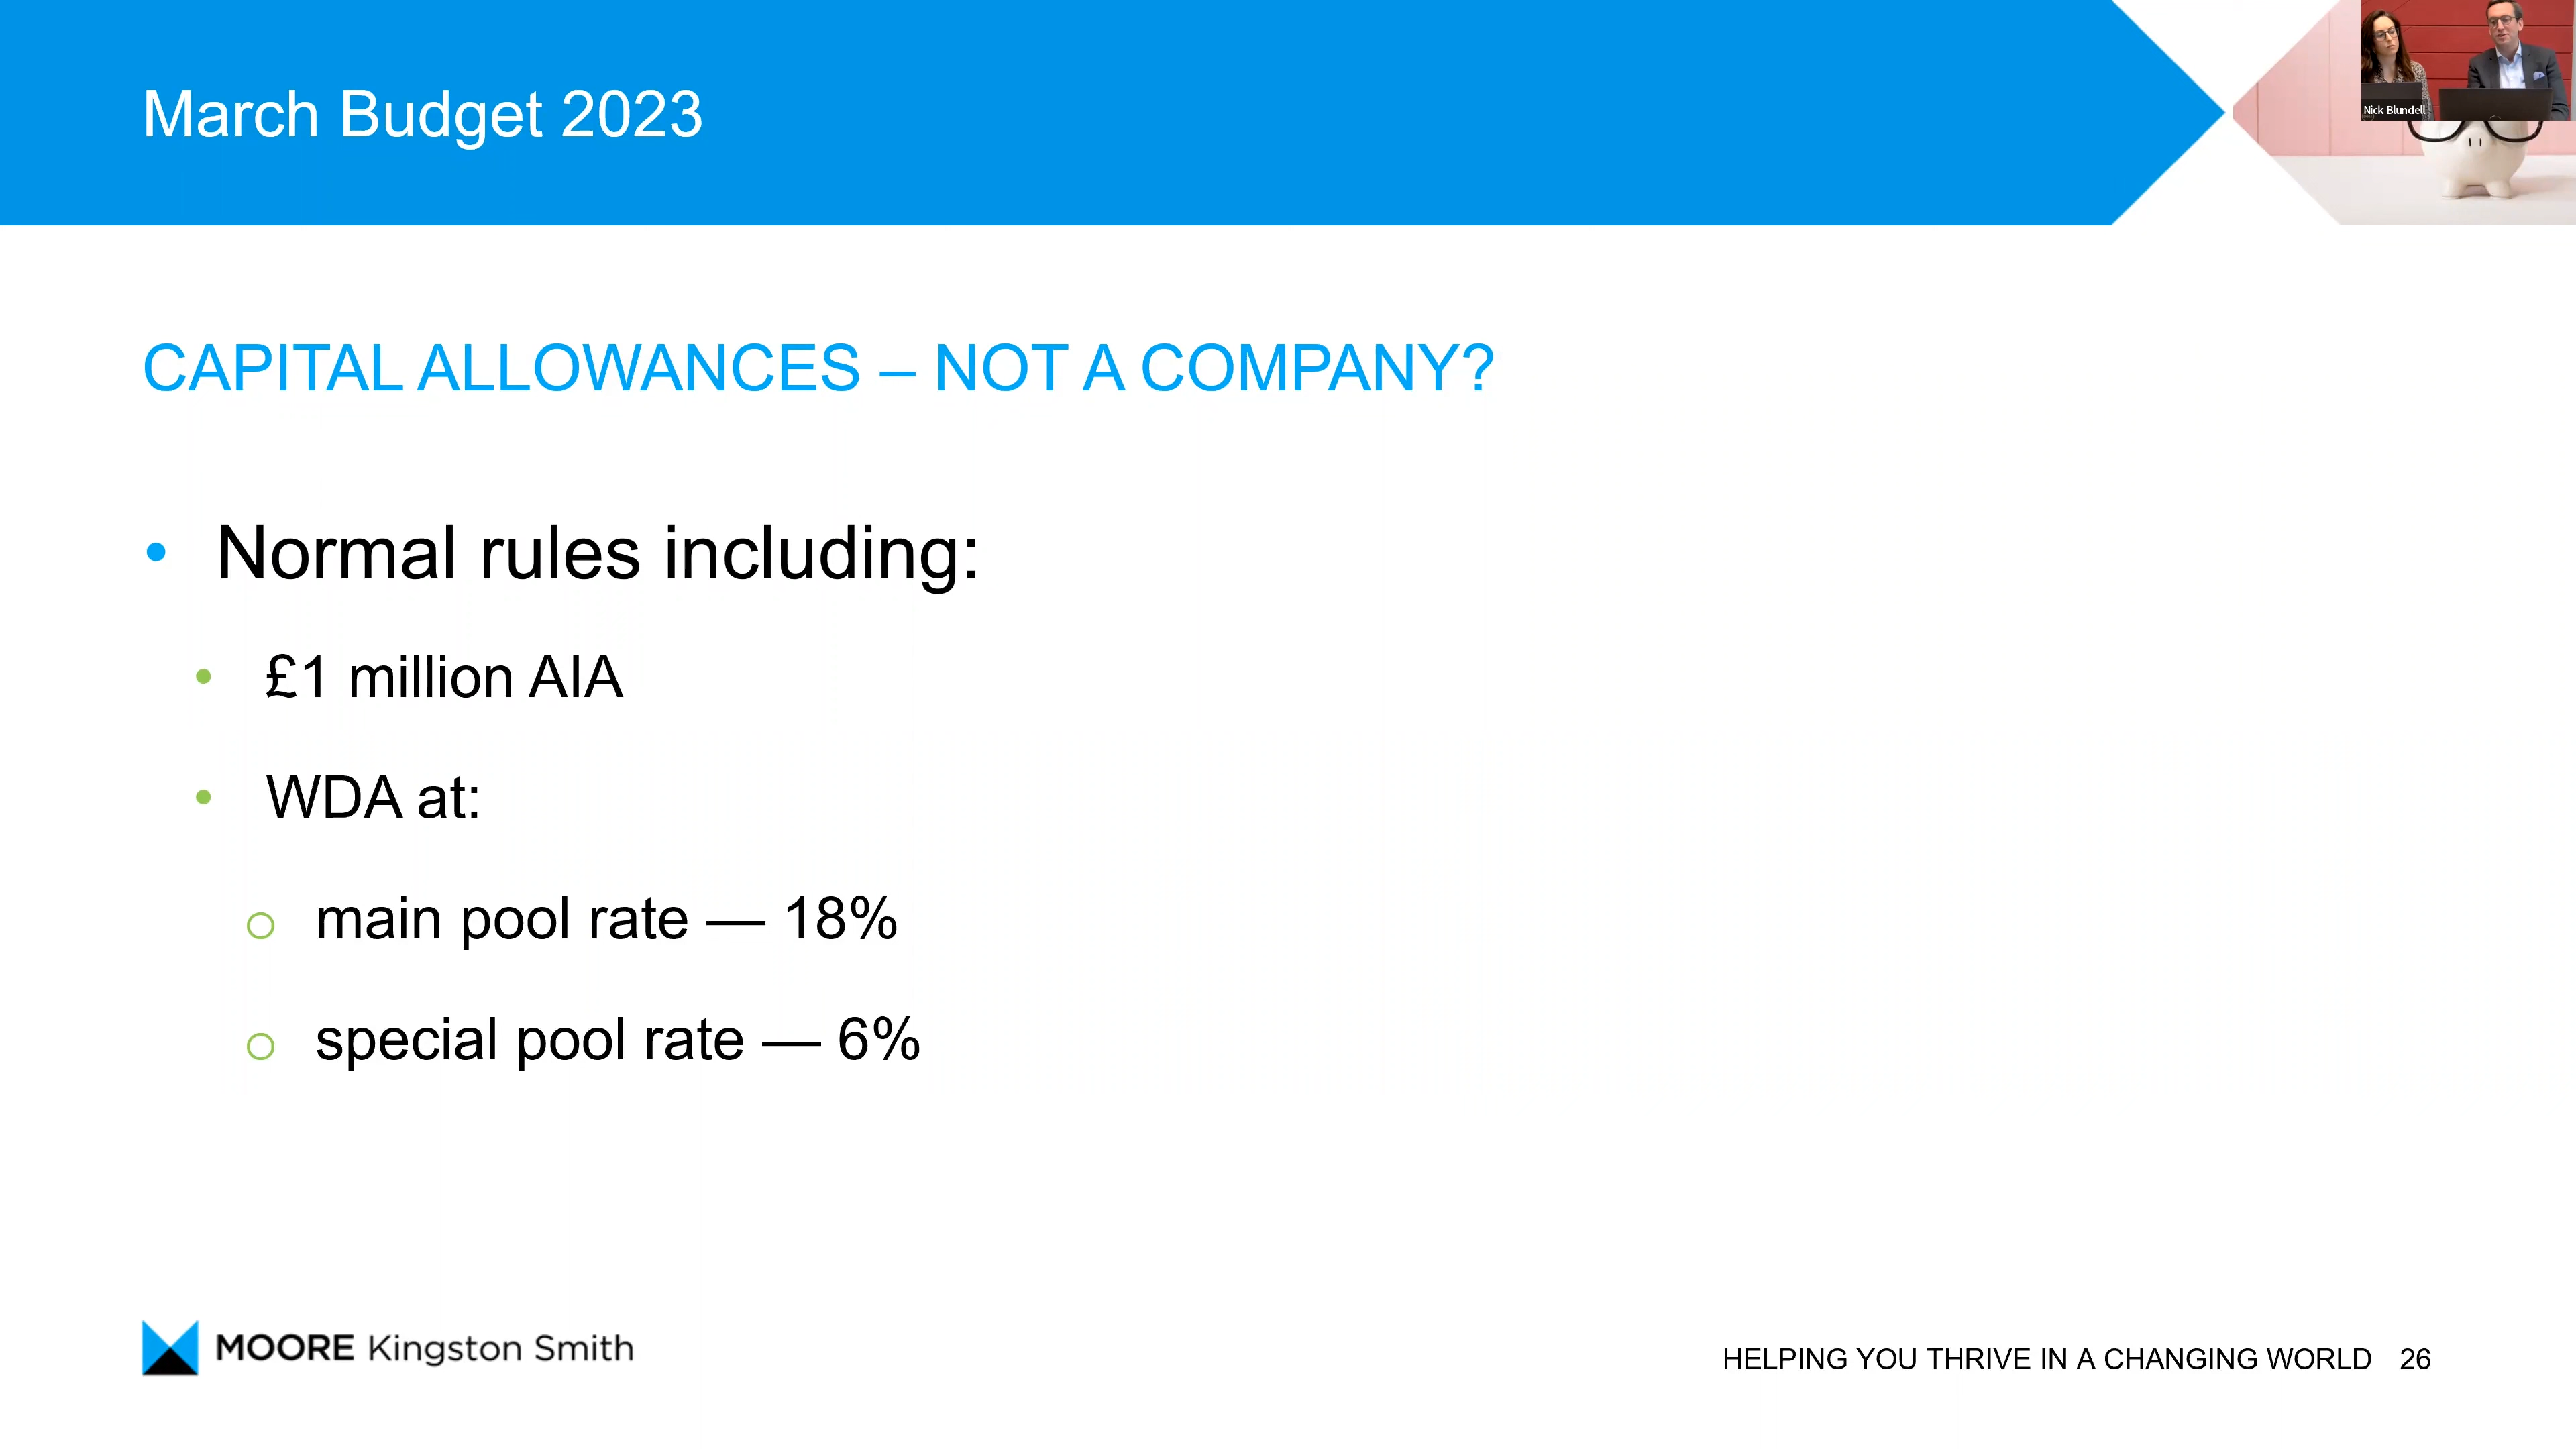 March Budget 2023
Nick Blundell
CAPITAL ALLOWANCES – NOT A COMPANY?
• Normal rules including:
• £1 million AIA
• WDA at:
o main pool rate — 18%
o special pool rate — 6%
MOORE Kingston Smith
HELPING YOU THRIVE IN A CHANGING WORLD 26